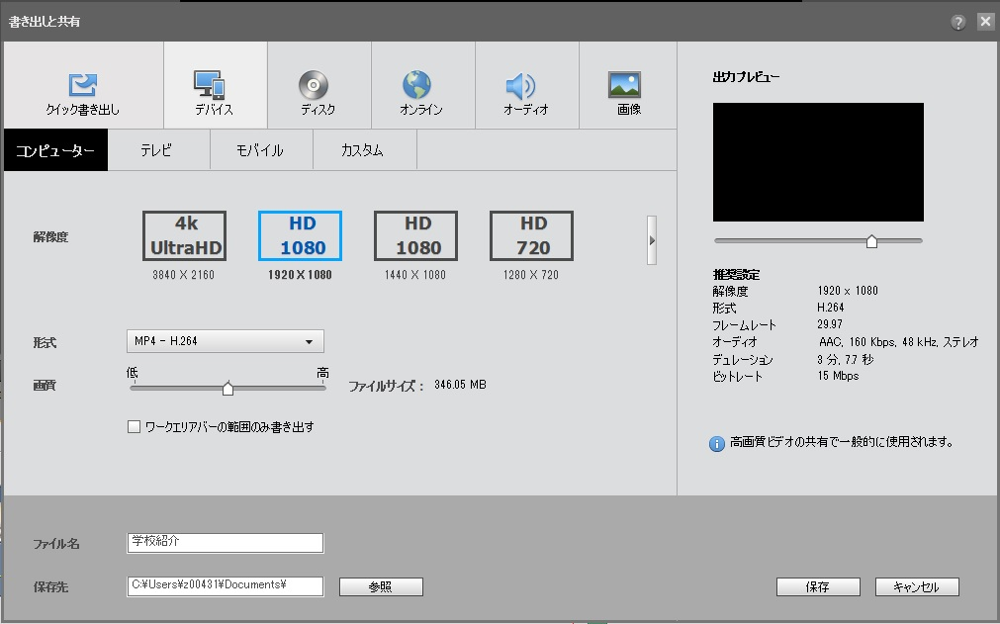 書き出しと共有
?
クイック書き出し
デバイス
ディスク
オンライン
オーディオ
画像
コンピューター
テレビ
モバイル
カスタム
解像度
4k
UltraHD
3840 X 2160
HD
1080
1920 X 1080
HD
1080
1440 X 1080
HD
720
1280 X 720
形式
MP4 - H.264
画質
低
高
ファイルサイズ： 346.05 MB
ワークエリアバーの範囲のみ書き出す
出力プレビュー
推奨設定
解像度 1920 x 1080
形式 H.264
フレームレート 29.97
オーディオ AAC, 160 Kbps, 48 kHz, ステレオ
デュレーション 3 分, 7.7 秒
ビットレート 15 Mbps
高画質ビデオの共有で一般的に使用されます。
ファイル名 学校紹介
保存先 C:¥Users¥z00431¥Documents¥
参照
保存
キャンセル